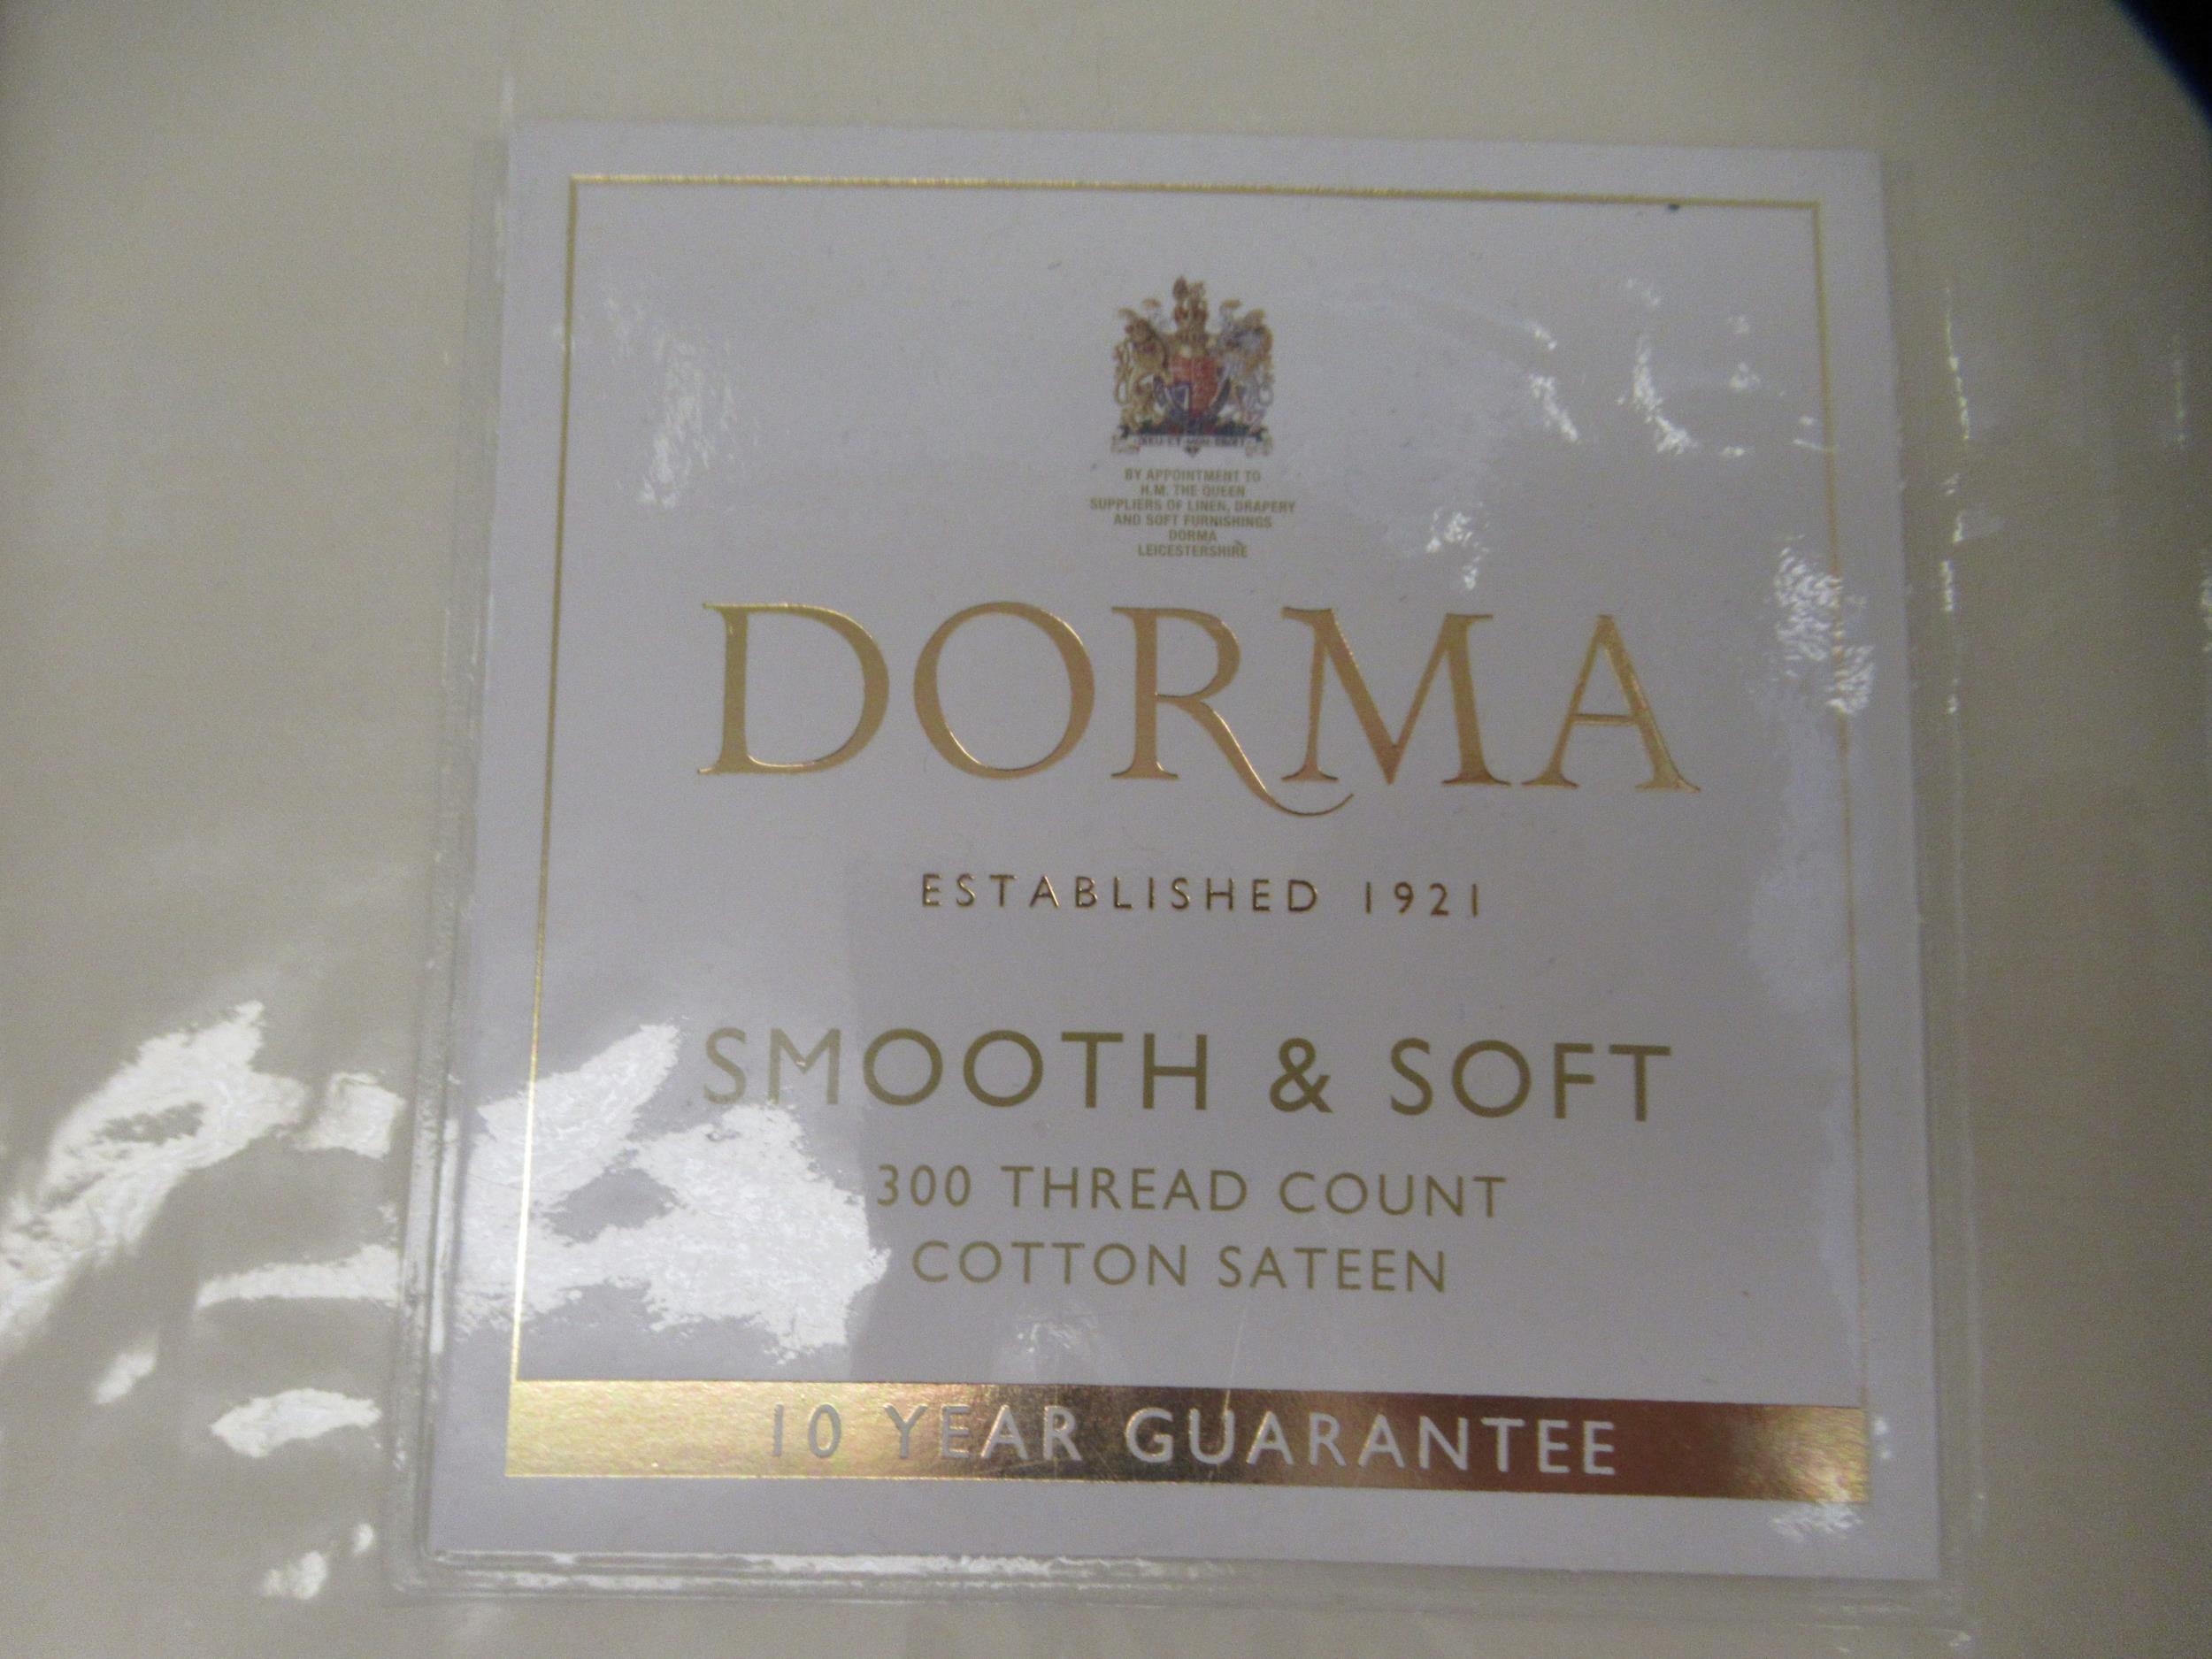 BY APPOINTMENT TO
H.M. THE QUEEN
SUPPLIERS OF LINEN, DRAPERY
AND SOFT FURNISHINGS
DORMA
LEICESTERSHIRE
DORMA
ESTABLISHED 1921
SMOOTH & SOFT
300 THREAD COUNT
COTTON SATEEN
10 YEAR GUARANTEE